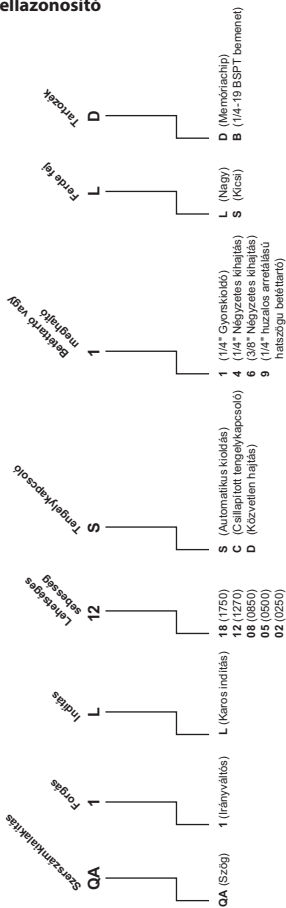 ellazonosító
Szerszámkialakítás
QA
QA (Szög)
Forgás
1
1 (Irányváltós)
Indítás
L
L (Karos indítás)
Lehetséges
sebesség
12
18 (1750)
12 (1270)
08 (0850)
05 (0500)
02 (0250)
Tengelykapcsoló
S
S (Automatikus kioldás)
C (Csillapított tengelykapcsoló)
D (Közvetlen hajtás)
Betéttartó vagy
meghajtó
1
1 (1/4" Gyorskioldó)
4 (1/4" Négyzetes kihajtás)
6 (3/8" Négyzetes kihajtás)
9 (1/4" huzalos arretálású
hatszögu betéttartó)
Ferde fej
L
L (Nagy)
S (Kicsi)
Tartozék
D
D (Memóriachip)
B (1/4-19 BSPT bemenet)